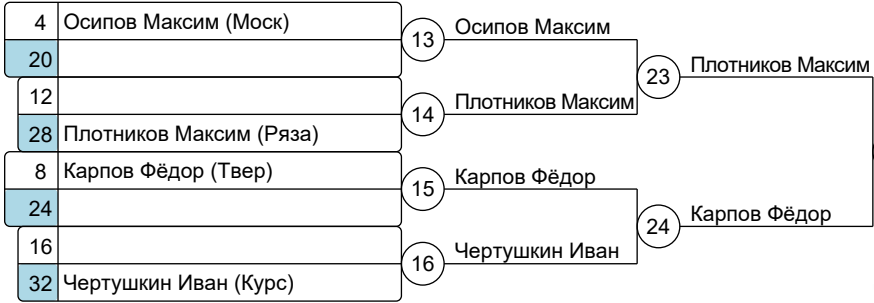 4 Осипов Максим (Моск)
20
12
28 Плотников Максим (Ряза)
8 Карпов Фёдор (Твер)
24
16
32 Чертушкин Иван (Курс)
13 Осипов Максим
14 Плотников Максим
15 Карпов Фёдор
16 Чертушкин Иван
23 Плотников Максим
24 Карпов Фёдор